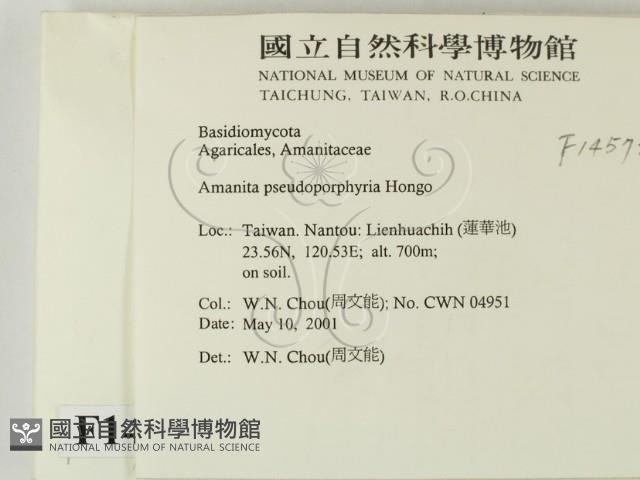 國立自然科學博物館
NATIONAL MUSEUM OF NATURAL SCIENCE
TAICHUNG, TAIWAN, R.O.CHINA
Basidiomycota
Agaricales, Amanitaceae
Amanita pseudoporphyria Hongo
Loc.: Taiwan. Nantou: Lienhuachih (蓮華池)
23.56N, 120.53E; alt. 700m;
on soil.
Col.: W.N. Chou(周文能); No. CWN 04951
Date: May 10, 2001
Det.: W.N. Chou(周文能)
國立自然科學博物館
NATIONAL MUSEUM OF NATURAL SCIENCE